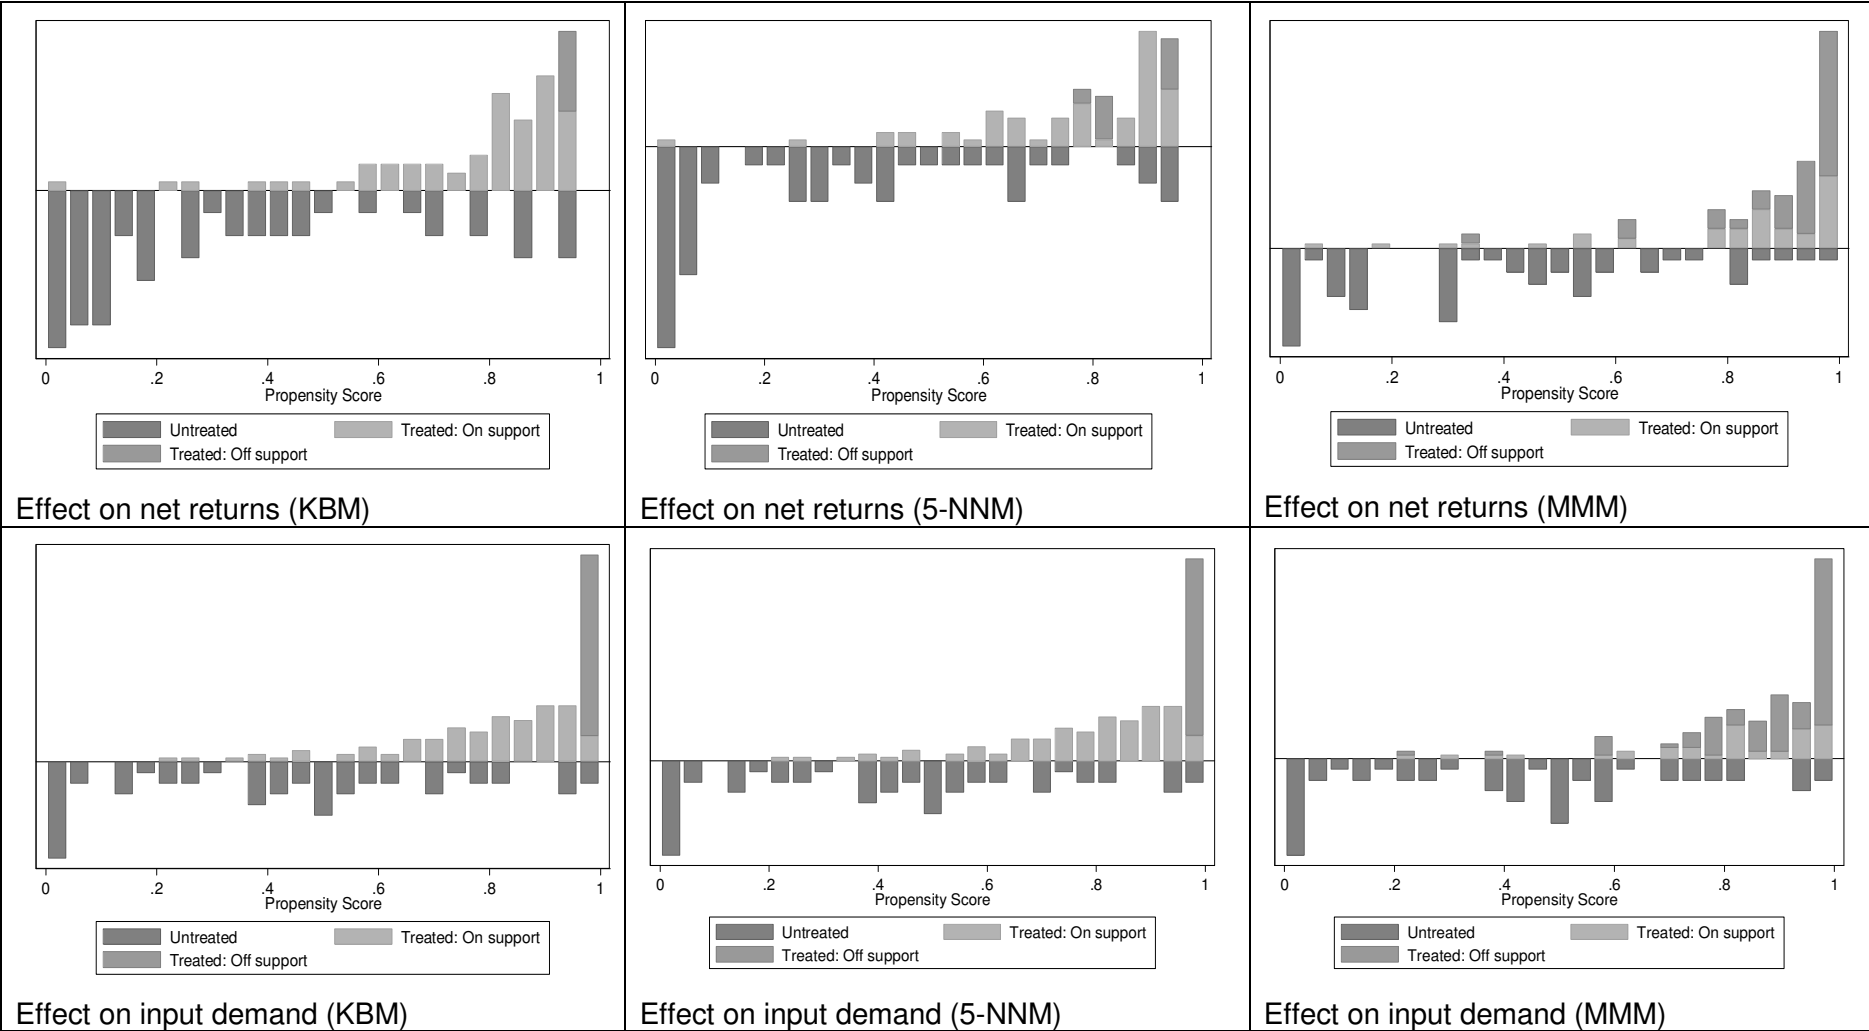 0 .2 .4 .6 .8 1
Propensity Score
Untreated Treated: On support
Treated: Off support
Effect on net returns (KBM)
0 .2 .4 .6 .8 1
Propensity Score
Untreated Treated: On support
Treated: Off support
Effect on net returns (5-NNM)
0 .2 .4 .6 .8 1
Propensity Score
Untreated Treated: On support
Treated: Off support
Effect on net returns (MMM)
0 .2 .4 .6 .8 1
Propensity Score
Untreated Treated: On support
Treated: Off support
Effect on input demand (KBM)
0 .2 .4 .6 .8 1
Propensity Score
Untreated Treated: On support
Treated: Off support
Effect on input demand (5-NNM)
0 .2 .4 .6 .8 1
Propensity Score
Untreated Treated: On support
Treated: Off support
Effect on input demand (MMM)